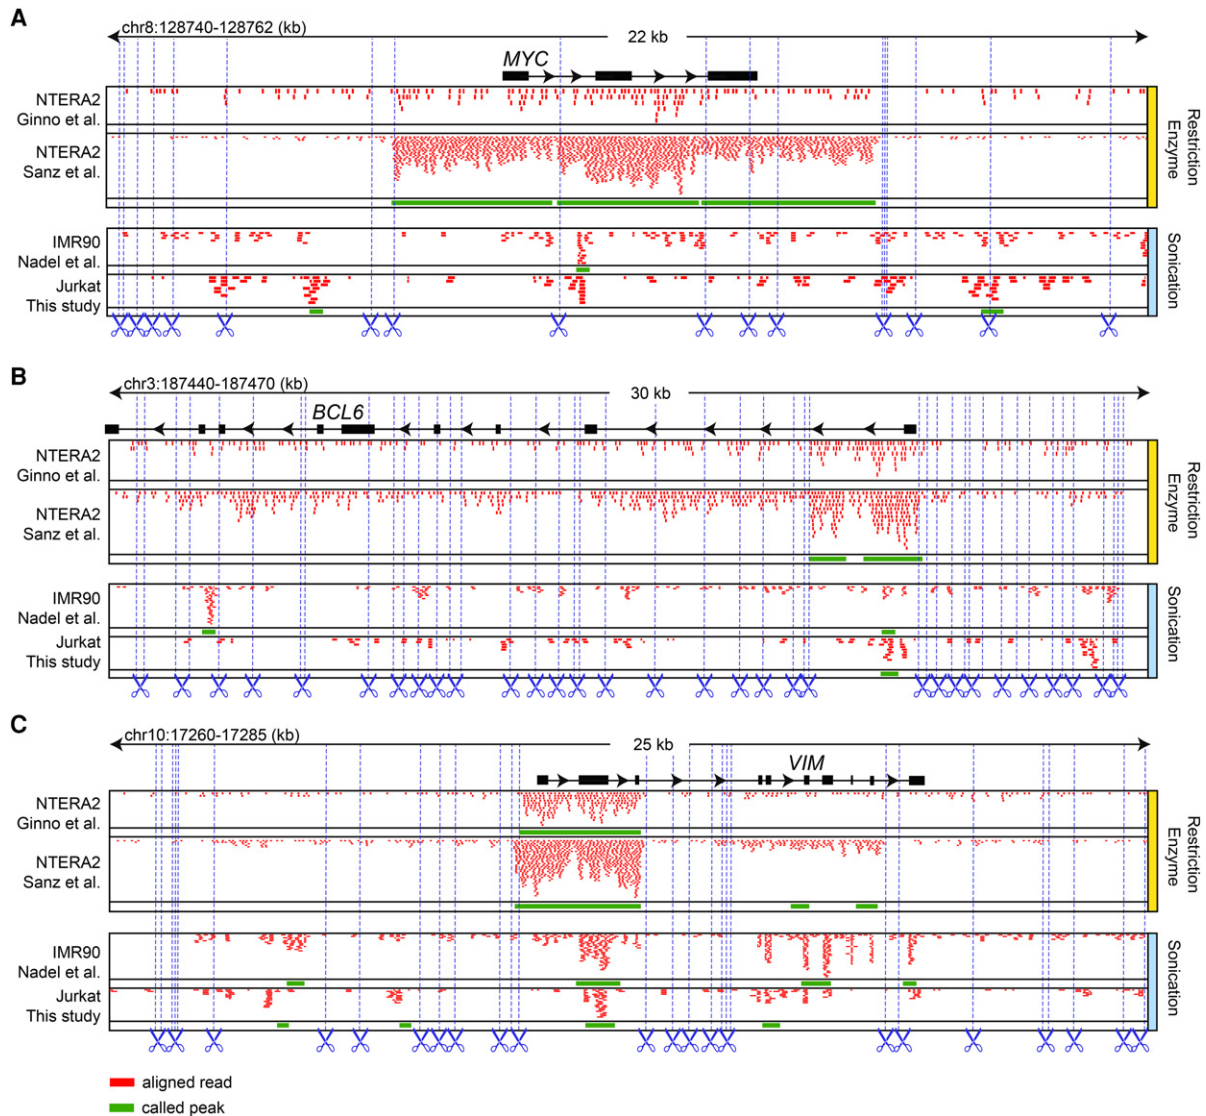 A
chr8:128740-128762 (kb)
22 kb
MYC
NTERA2
Ginno et al.
NTERA2
Sanz et al.
Restriction
Enzyme
IMR90
Nadel et al.
Jurkat
This study
Sonication
B
chr3:187440-187470 (kb)
30 kb
BCL6
NTERA2
Ginno et al.
NTERA2
Sanz et al.
Restriction
Enzyme
IMR90
Nadel et al.
Jurkat
This study
Sonication
C
chr10:17260-17285 (kb)
25 kb
VIM
NTERA2
Ginno et al.
NTERA2
Sanz et al.
Restriction
Enzyme
IMR90
Nadel et al.
Jurkat
This study
Sonication
aligned read
called peak